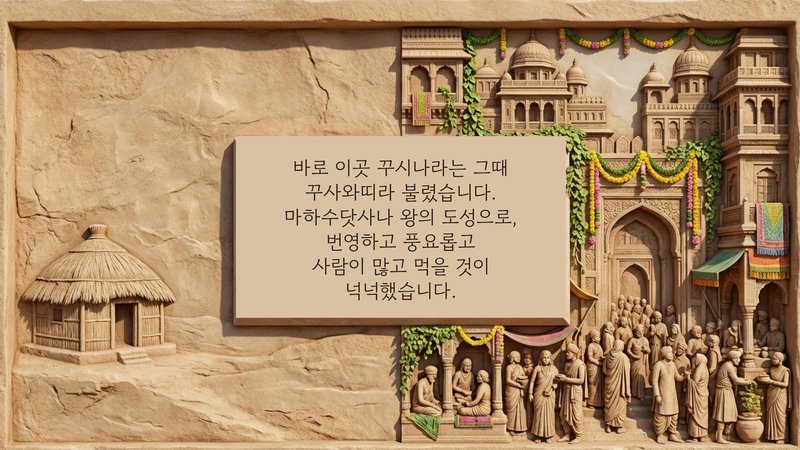 바로 이곳 꾸시나라는 그때
꾸사와띠라 불렸습니다.
마하수닷사나 왕의 도성으로,
번영하고 풍요롭고
사람이 많고 먹을 것이
넉넉했습니다.